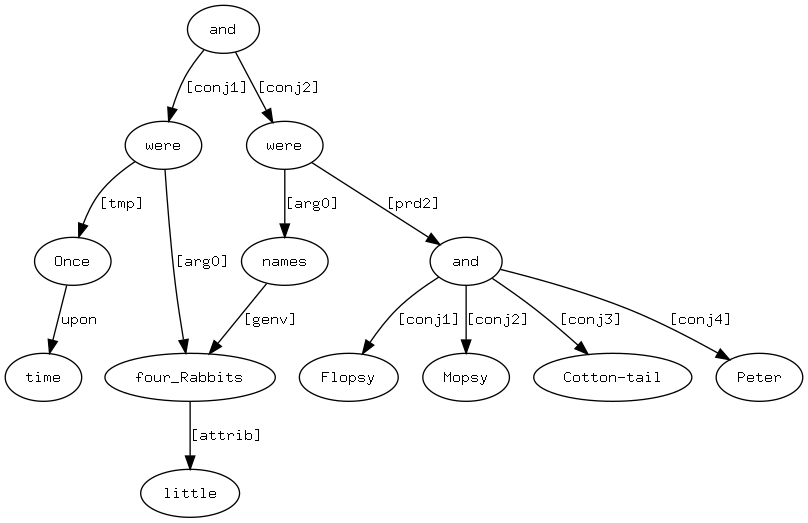 and
[conj1] [conj2]
were were
[tmp] [arg0] [prd2]
Once [arg0] names and
upon [genv] [conj1] [conj2] [conj3] [conj4]
time four_Rabbits Flopsy Mopsy Cotton-tail Peter
[attrib]
little